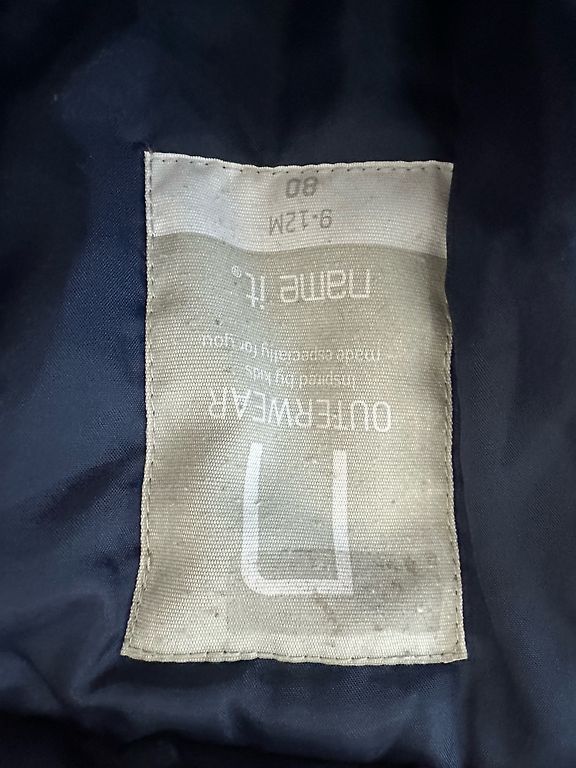 OUTERWEAR
Inspired by kids
made especially for you
name it®
9-12M
80